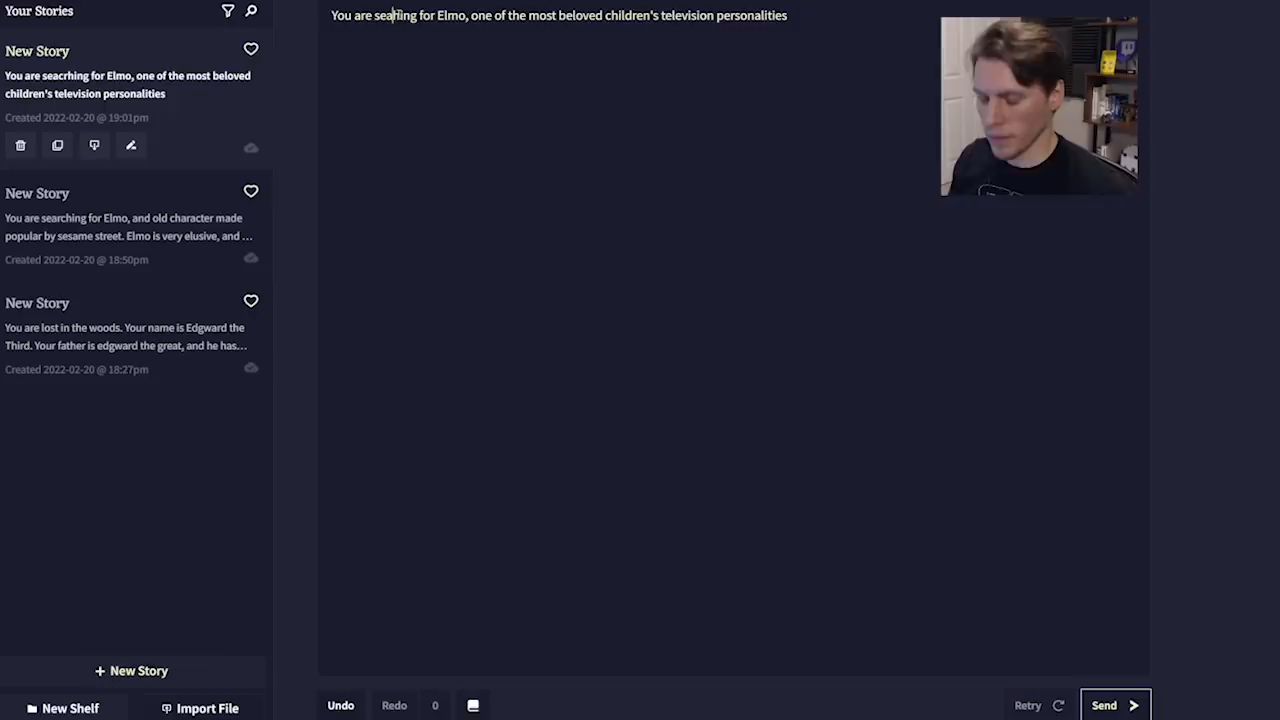 Your Stories
New Story
You are seacrhing for Elmo, one of the most beloved
children's television personalities
Created 2022-02-20 @ 19:01pm
New Story
You are searching for Elmo, and old character made
popular by sesame street. Elmo is very elusive, and ...
Created 2022-02-20 @ 18:50pm
New Story
You are lost in the woods. Your name is Edgward the
Third. Your father is edgward the great, and he has...
Created 2022-02-20 @ 18:27pm
+ New Story
New Shelf
Import File
You are seahing for Elmo, one of the most beloved children's television personalities
Undo
Redo
0
Retry
Send